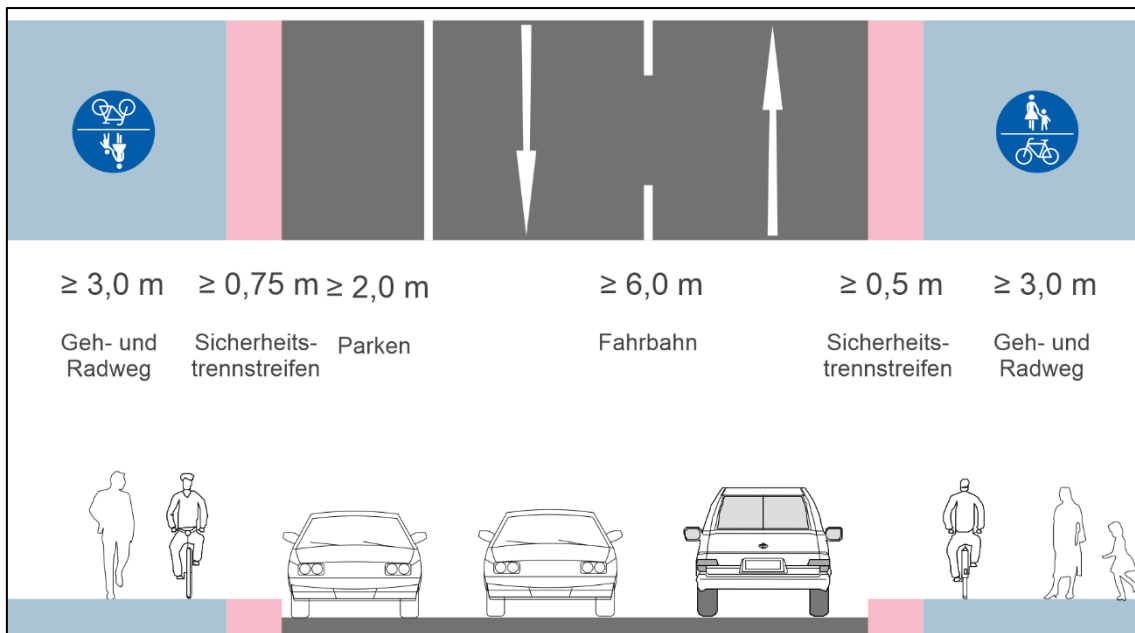 ≥ 3,0 m ≥ 0,75 m ≥ 2,0 m ≥ 6,0 m ≥ 0,5 m ≥ 3,0 m
Geh- und Sicherheits- Parken Fahrbahn Sicherheits- Geh- und
Radweg trennstreifen trennstreifen Radweg